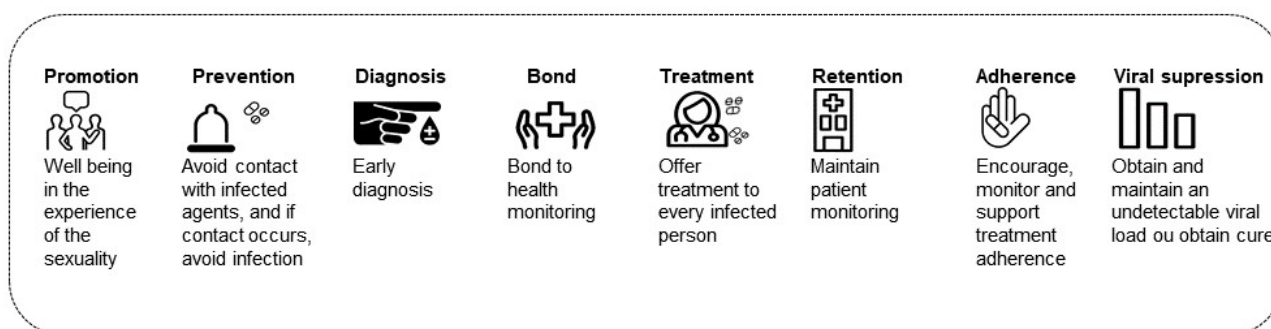 Promotion
Well being
in the
experience
of the
sexuality
Prevention
Avoid contact
with infected
agents, and if
contact occurs,
avoid infection
Diagnosis
Early
diagnosis
Bond
Bond to
health
monitoring
Treatment
Offer
treatment to
every infected
person
Retention
Maintain
patient
monitoring
Adherence
Encourage,
monitor and
support
treatment
adherence
Viral supression
Obtain and
maintain an
undetectable viral
load ou obtain cure